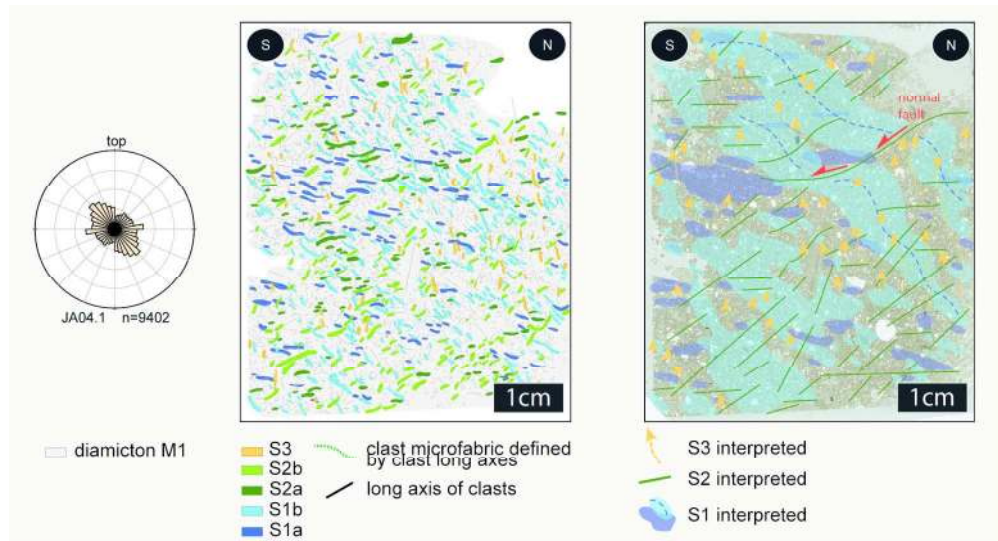 top
JA04.1 n=9402
S
N
1cm
S
N
normal
fault
1cm
diamicton M1
S3
S2b
S2a
S1b
S1a
clast microfabric defined
by clast long axes
long axis of clasts
S3 interpreted
S2 interpreted
S1 interpreted